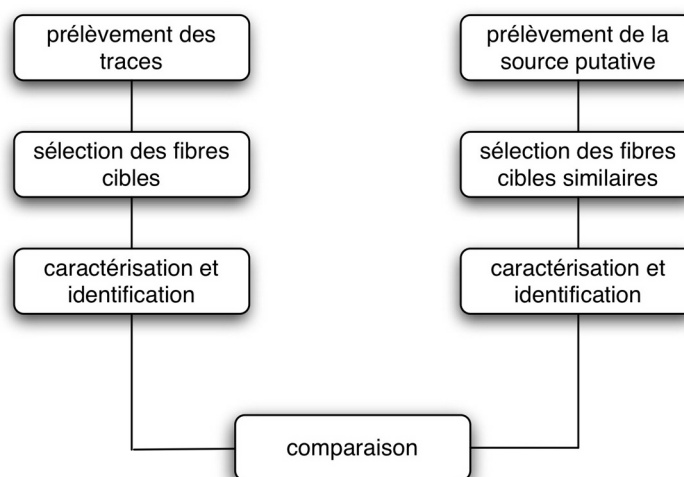 prélèvement des
traces
prélèvement de la
source putative
sélection des fibres
cibles
sélection des fibres
cibles similaires
caractérisation et
identification
caractérisation et
identification
comparaison